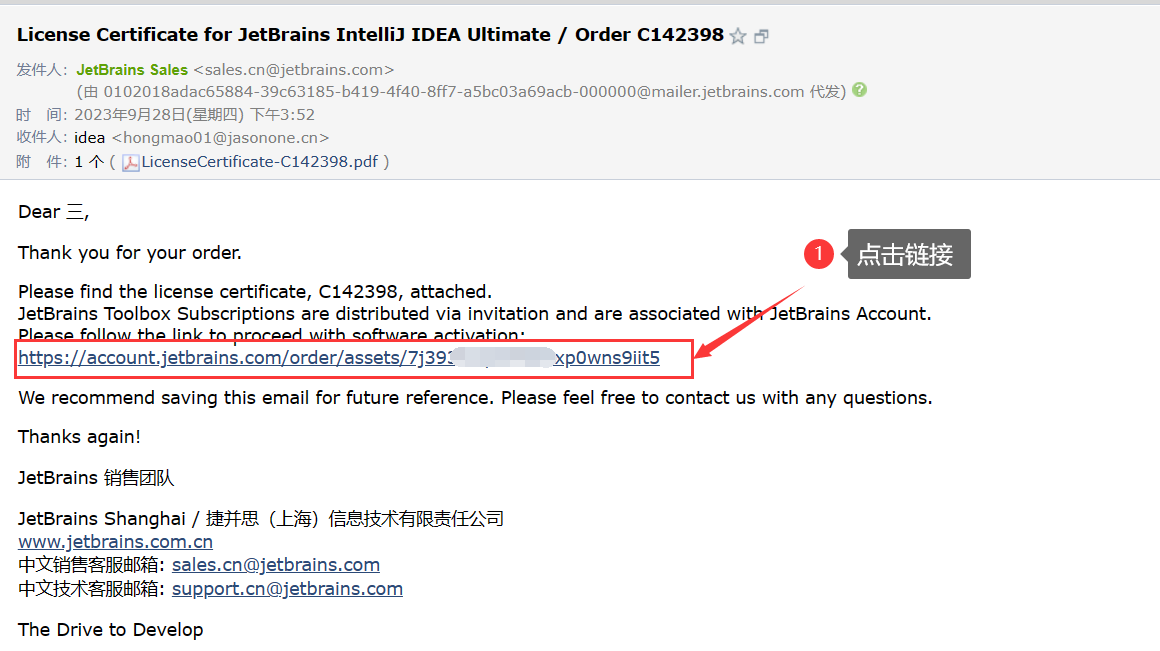 License Certificate for JetBrains IntelliJ IDEA Ultimate / Order C142398
发件人: JetBrains Sales <sales.cn@jetbrains.com>
(由 0102018adac65884-39c63185-b419-4f40-8ff7-a5bc03a69acb-000000@mailer.jetbrains.com 代发)
时 间: 2023年9月28日(星期四) 下午3:52
收件人: idea <hongmao01@jasonone.cn>
附 件: 1 个 ( LicenseCertificate-C142398.pdf )
Dear 三,
Thank you for your order.
1 点击链接
Please find the license certificate, C142398, attached.
JetBrains Toolbox Subscriptions are distributed via invitation and are associated with JetBrains Account.
Please follow the link to proceed with software activation:
https://account.jetbrains.com/order/assets/7j393 xp0wns9iit5
We recommend saving this email for future reference. Please feel free to contact us with any questions.
Thanks again!
JetBrains 销售团队
JetBrains Shanghai / 捷并思（上海）信息技术有限责任公司
www.jetbrains.com.cn
中文销售客服邮箱: sales.cn@jetbrains.com
中文技术客服邮箱: support.cn@jetbrains.com
The Drive to Develop